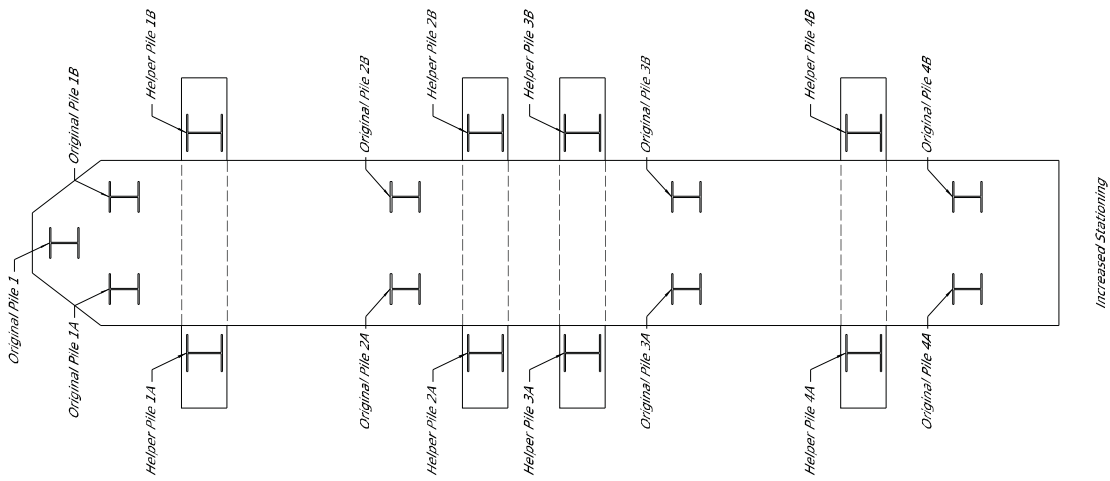 Helper Pile 1B
Helper Pile 2B
Helper Pile 3B
Helper Pile 4B
Original Pile 1B
Original Pile 2B
Original Pile 3B
Original Pile 4B
Original Pile 1
Original Pile 1A
Original Pile 2A
Original Pile 3A
Original Pile 4A
Helper Pile 1A
Helper Pile 2A
Helper Pile 3A
Helper Pile 4A
Increased Stationing